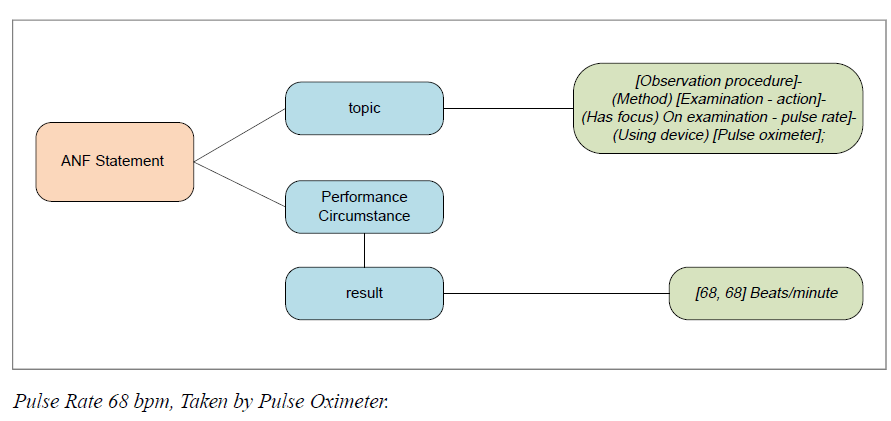 ANF Statement
topic
[Observation procedure]-
(Method) [Examination - action]-
(Has focus) On examination - pulse rate]-
(Using device) [Pulse oximeter];
Performance
Circumstance
result
[68, 68] Beats/minute
Pulse Rate 68 bpm, Taken by Pulse Oximeter.